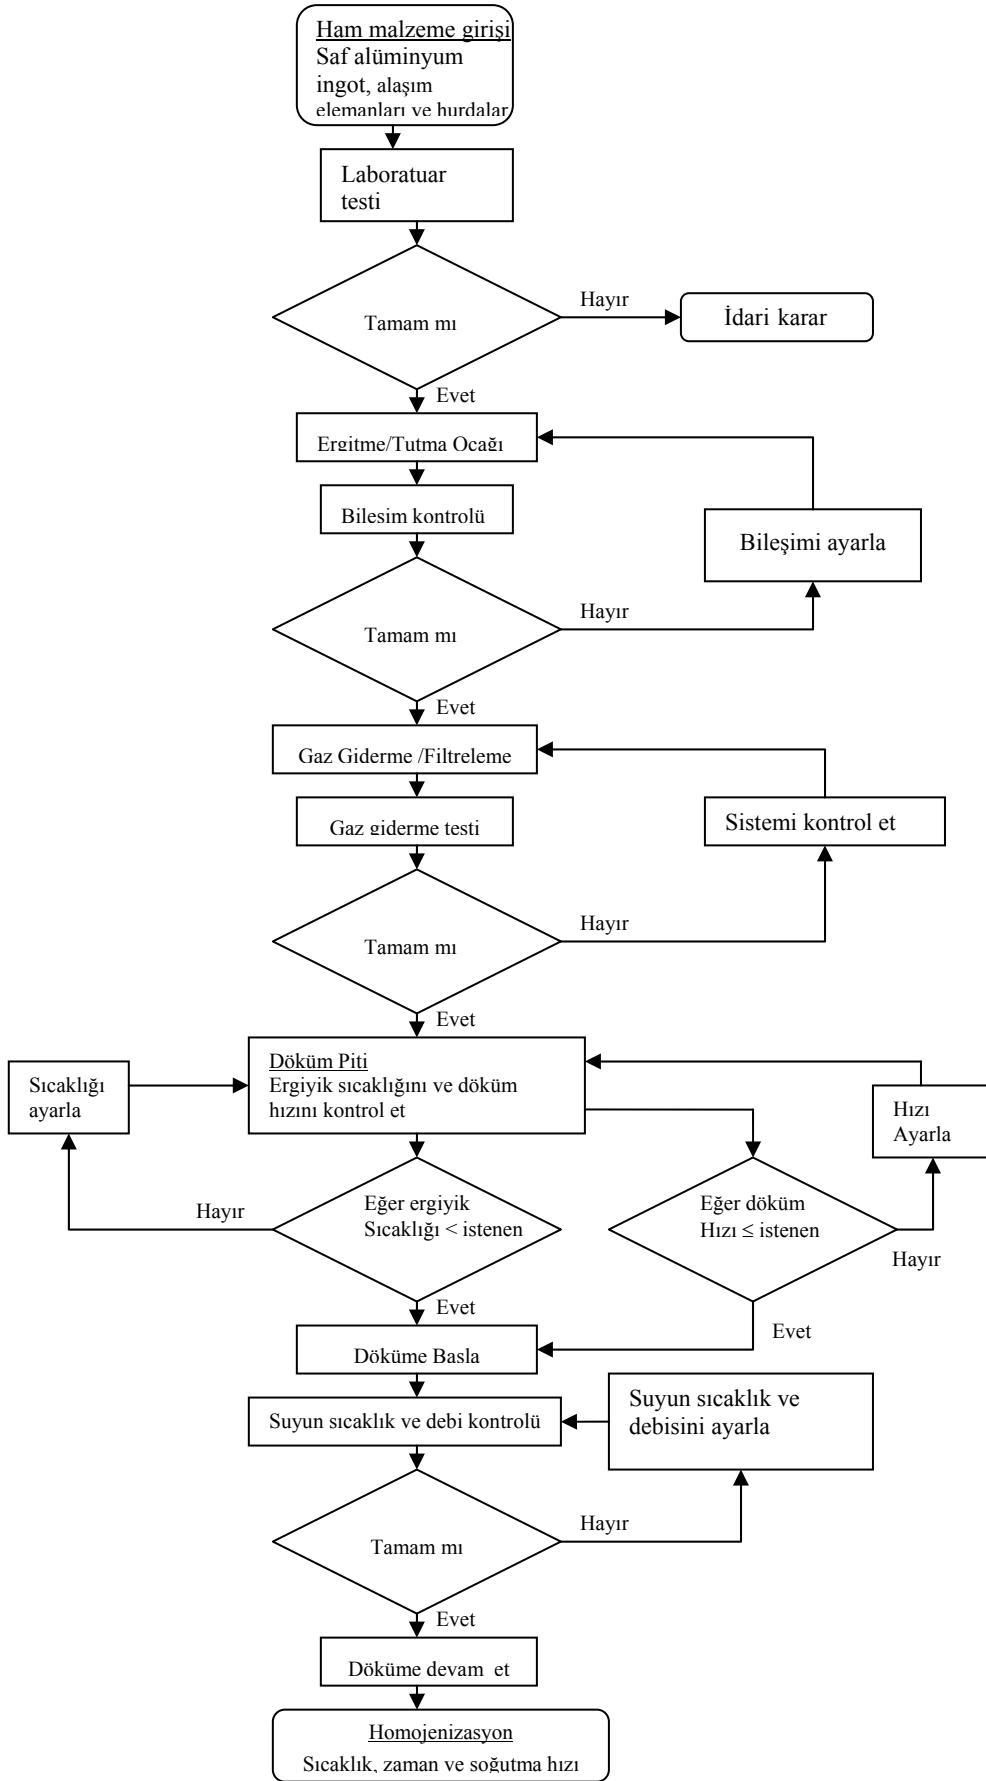 Ham malzeme girişi
Saf alüminyum
ingot, alaşım
elemanları ve hurdalar
Laboratuar
testi
Tamam mı
Hayır
İdari karar
Evet
Ergitme/Tutma Ocağı
Bilesim kontrolü
Bileşimi ayarla
Tamam mı
Hayır
Evet
Gaz Giderme /Filtreleme
Gaz giderme testi
Sistemi kontrol et
Tamam mı
Hayır
Evet
Döküm Piti
Ergiyik sıcaklığını ve döküm
hızını kontrol et
Sıcaklığı
ayarla
Hızı
Ayarla
Eğer ergiyik
Sıcaklığı < istenen
Hayır
Eğer döküm
Hızı ≤ istenen
Hayır
Evet
Evet
Döküme Basla
Suyun sıcaklık ve debi kontrolü
Suyun sıcaklık ve
debisini ayarla
Tamam mı
Hayır
Evet
Döküme devam et
Homojenizasyon
Sıcaklık, zaman ve soğutma hızı